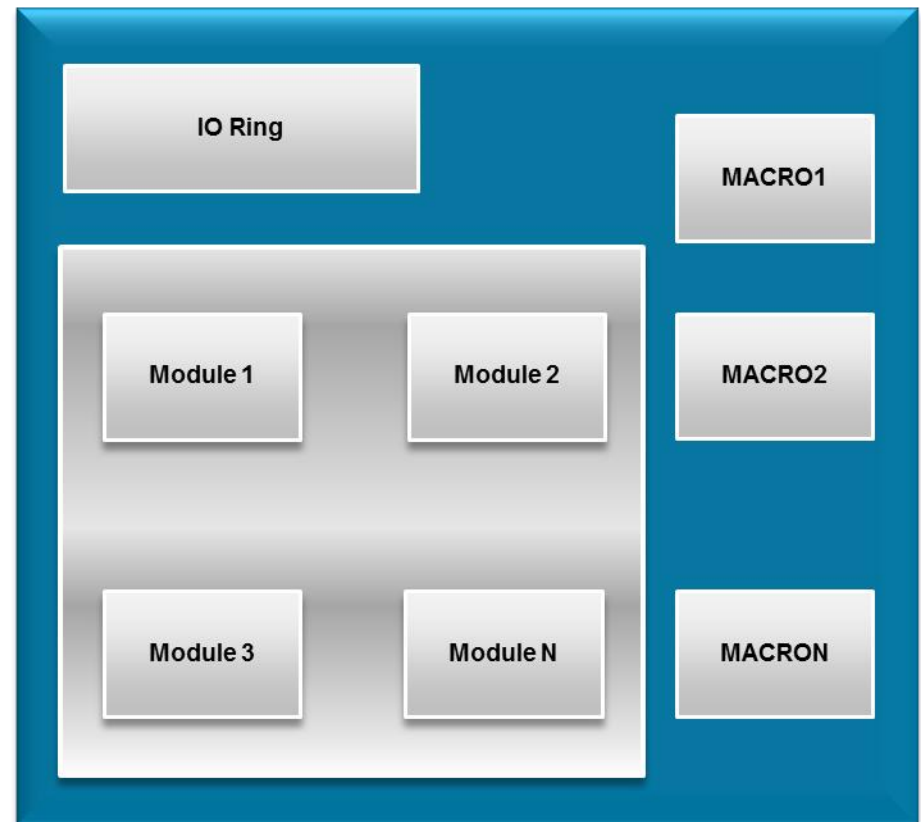 IO Ring
MACRO1
Module 1
Module 2
MACRO2
Module 3
Module N
MACRON